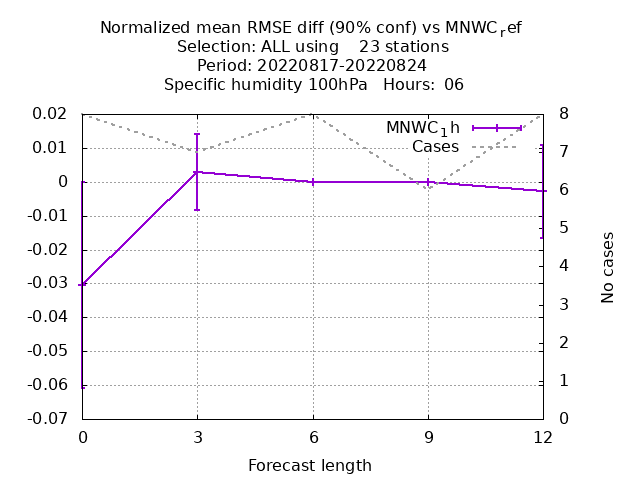 Normalized mean RMSE diff (90% conf) vs MNWC_ref
Selection: ALL using 23 stations
Period: 20220817-20220824
Specific humidity 100hPa Hours: 06
MNWC_1h
Cases
0.02
0.01
0
-0.01
-0.02
-0.03
-0.04
-0.05
-0.06
-0.07
8
7
6
5
4
3
2
1
0
No cases
0 3 6 9 12
Forecast length